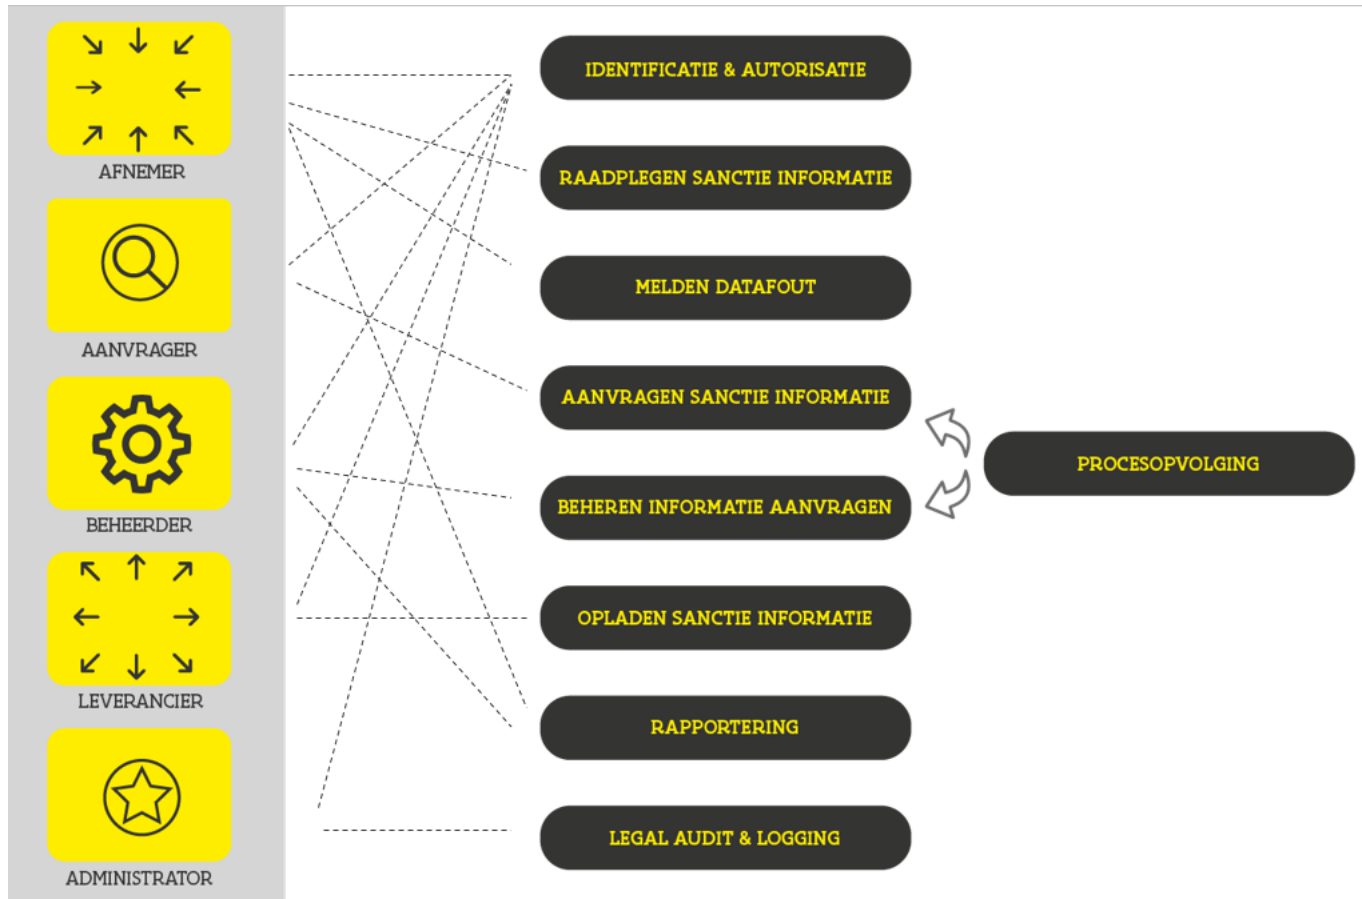 AFNEMER
AANVRAGER
BEHEERDER
LEVERANCIER
ADMINISTRATOR
IDENTIFICATIE & AUTORISATIE
RAADPLEGEN SANCTIE INFORMATIE
MELDEN DATAFOUT
AANVRAGEN SANCTIE INFORMATIE
BEHEREN INFORMATIE AANVRAGEN
OPLADEN SANCTIE INFORMATIE
RAPPORTERING
LEGAL AUDIT & LOGGING
PROCESOPVOLGING